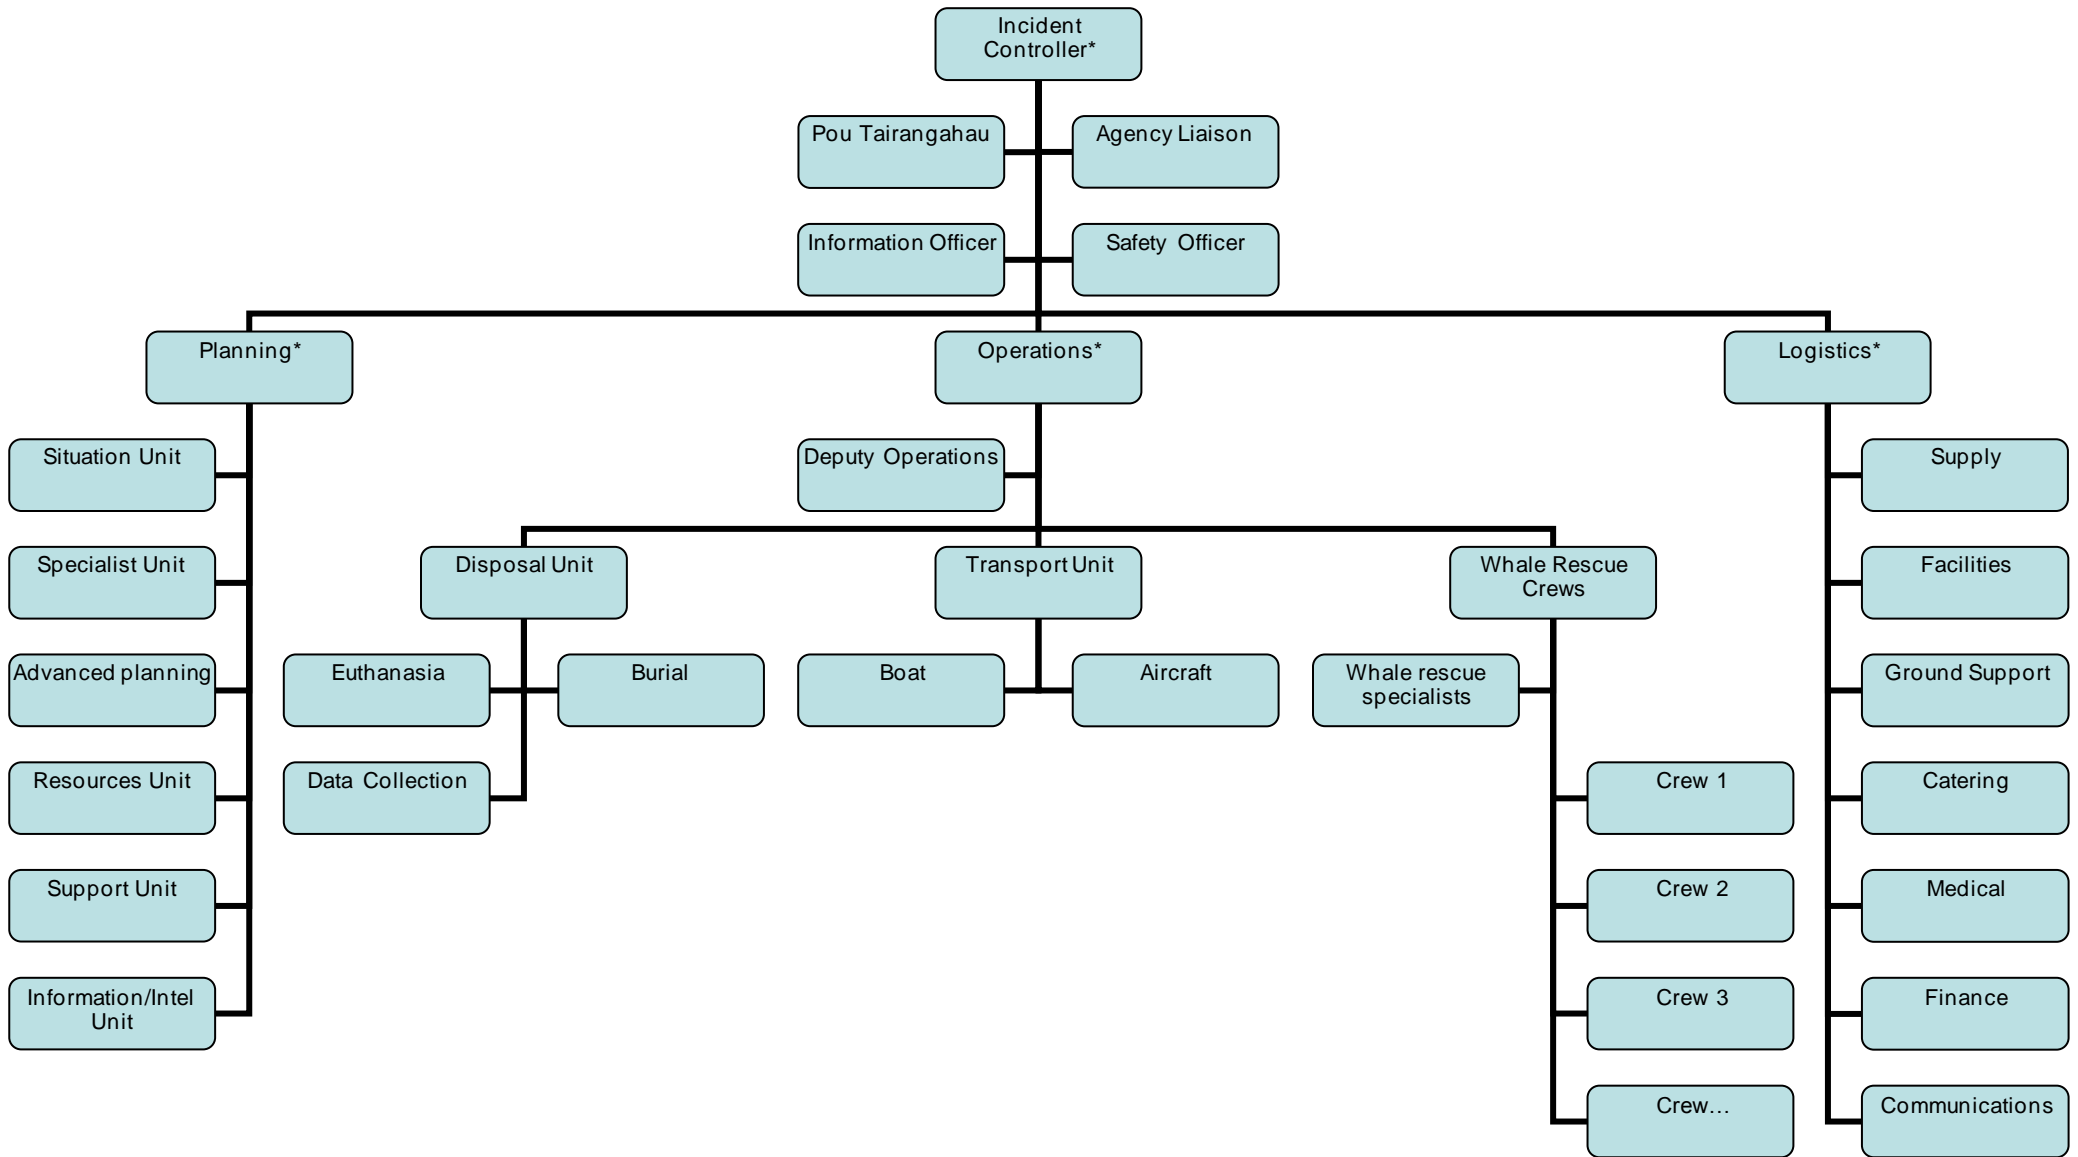 Incident
Controller*
Pou Tairangahau
Agency Liaison
Information Officer
Safety Officer
Planning*
Operations*
Logistics*
Situation Unit
Deputy Operations
Supply
Specialist Unit
Disposal Unit
Transport Unit
Whale Rescue
Crews
Facilities
Advanced planning
Euthanasia
Burial
Boat
Aircraft
Whale rescue
specialists
Ground Support
Resources Unit
Data Collection
Crew 1
Catering
Support Unit
Crew 2
Medical
Information/Intel
Unit
Crew 3
Finance
Crew...
Communications